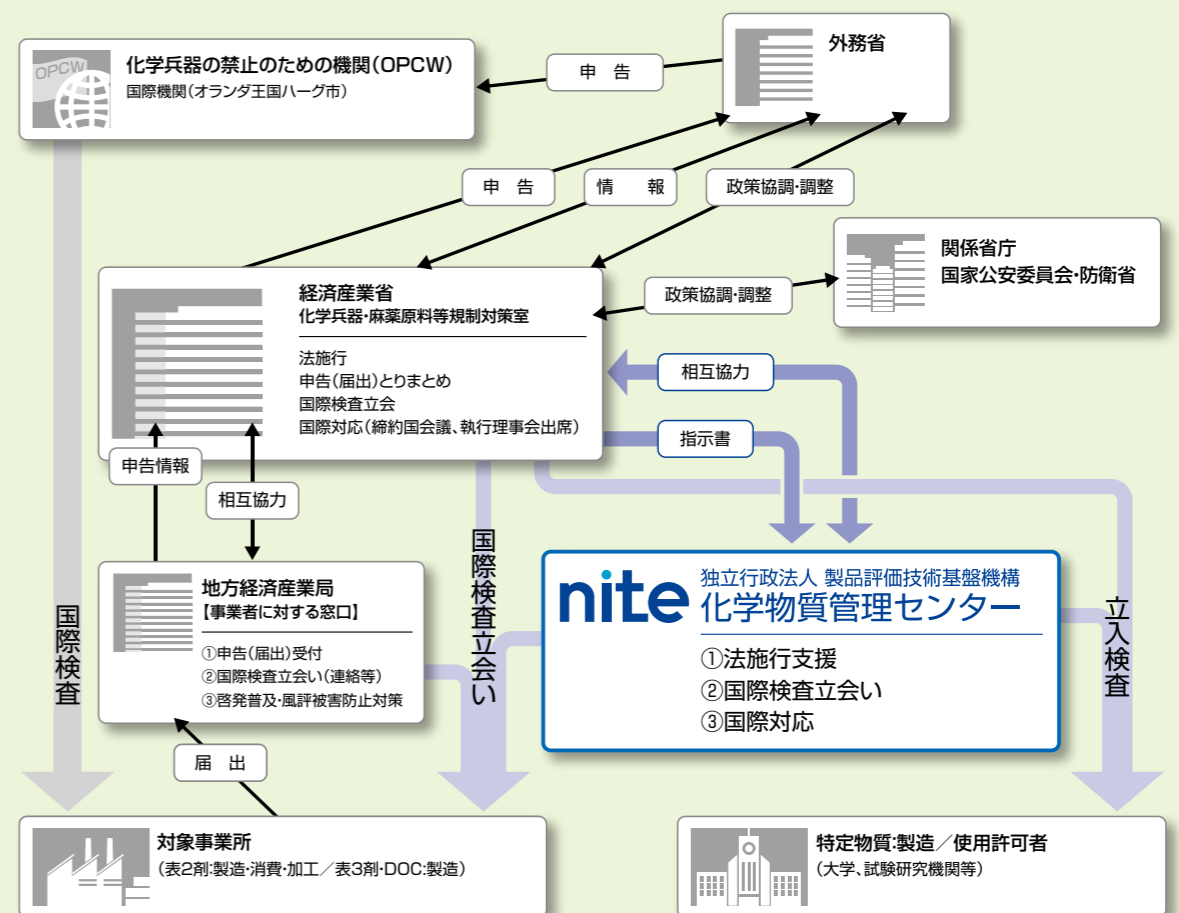 OPCW
化学兵器の禁止のための機関(OPCW)
国際機関(オランダ王国ハーグ市)
申 告
外務省
申 告
情 報
政策協調・調整
関係省庁
国家公安委員会・防衛省
政策協調・調整
経済産業省
化学兵器・麻薬原料等規制対策室
法施行
申告(届出)とりまとめ
国際検査立会
国際対応(締約国会議、執行理事会出席)
相互協力
指示書
申告情報
相互協力
地方経済産業局
【事業者に対する窓口】
①申告(届出)受付
②国際検査立会い(連絡等)
③啓発普及・風評被害防止対策
国際検査
国際検査立会い
nite
独立行政法人 製品評価技術基盤機構
化学物質管理センター
①法施行支援
②国際検査立会い
③国際対応
立入検査
届 出
対象事業所
(表2剤:製造・消費・加工/表3剤・DOC:製造)
特定物質:製造/使用許可者
(大学、試験研究機関等)